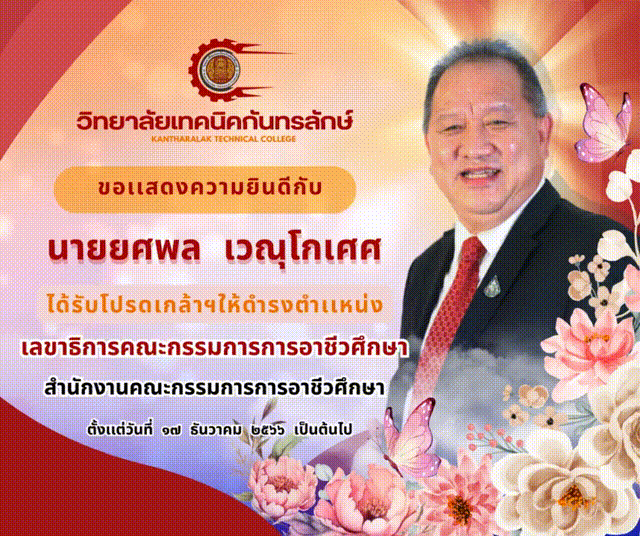 วิทยาลัยเทคนิคกันทรลักษ์
KANTHARALAK TECHNICAL COLLEGE
ขอแสดงความยินดีกับ
นายยศพล เวณุโกเศศ
ได้รับโปรดเกล้าฯให้ดำรงตำแหน่ง
เลขาธิการคณะกรรมการการอาชีวศึกษา
สำนักงานคณะกรรมการการอาชีวศึกษา
ตั้งแต่วันที่ ๑๗ ธันวาคม ๒๕๖๖ เป็นต้นไป